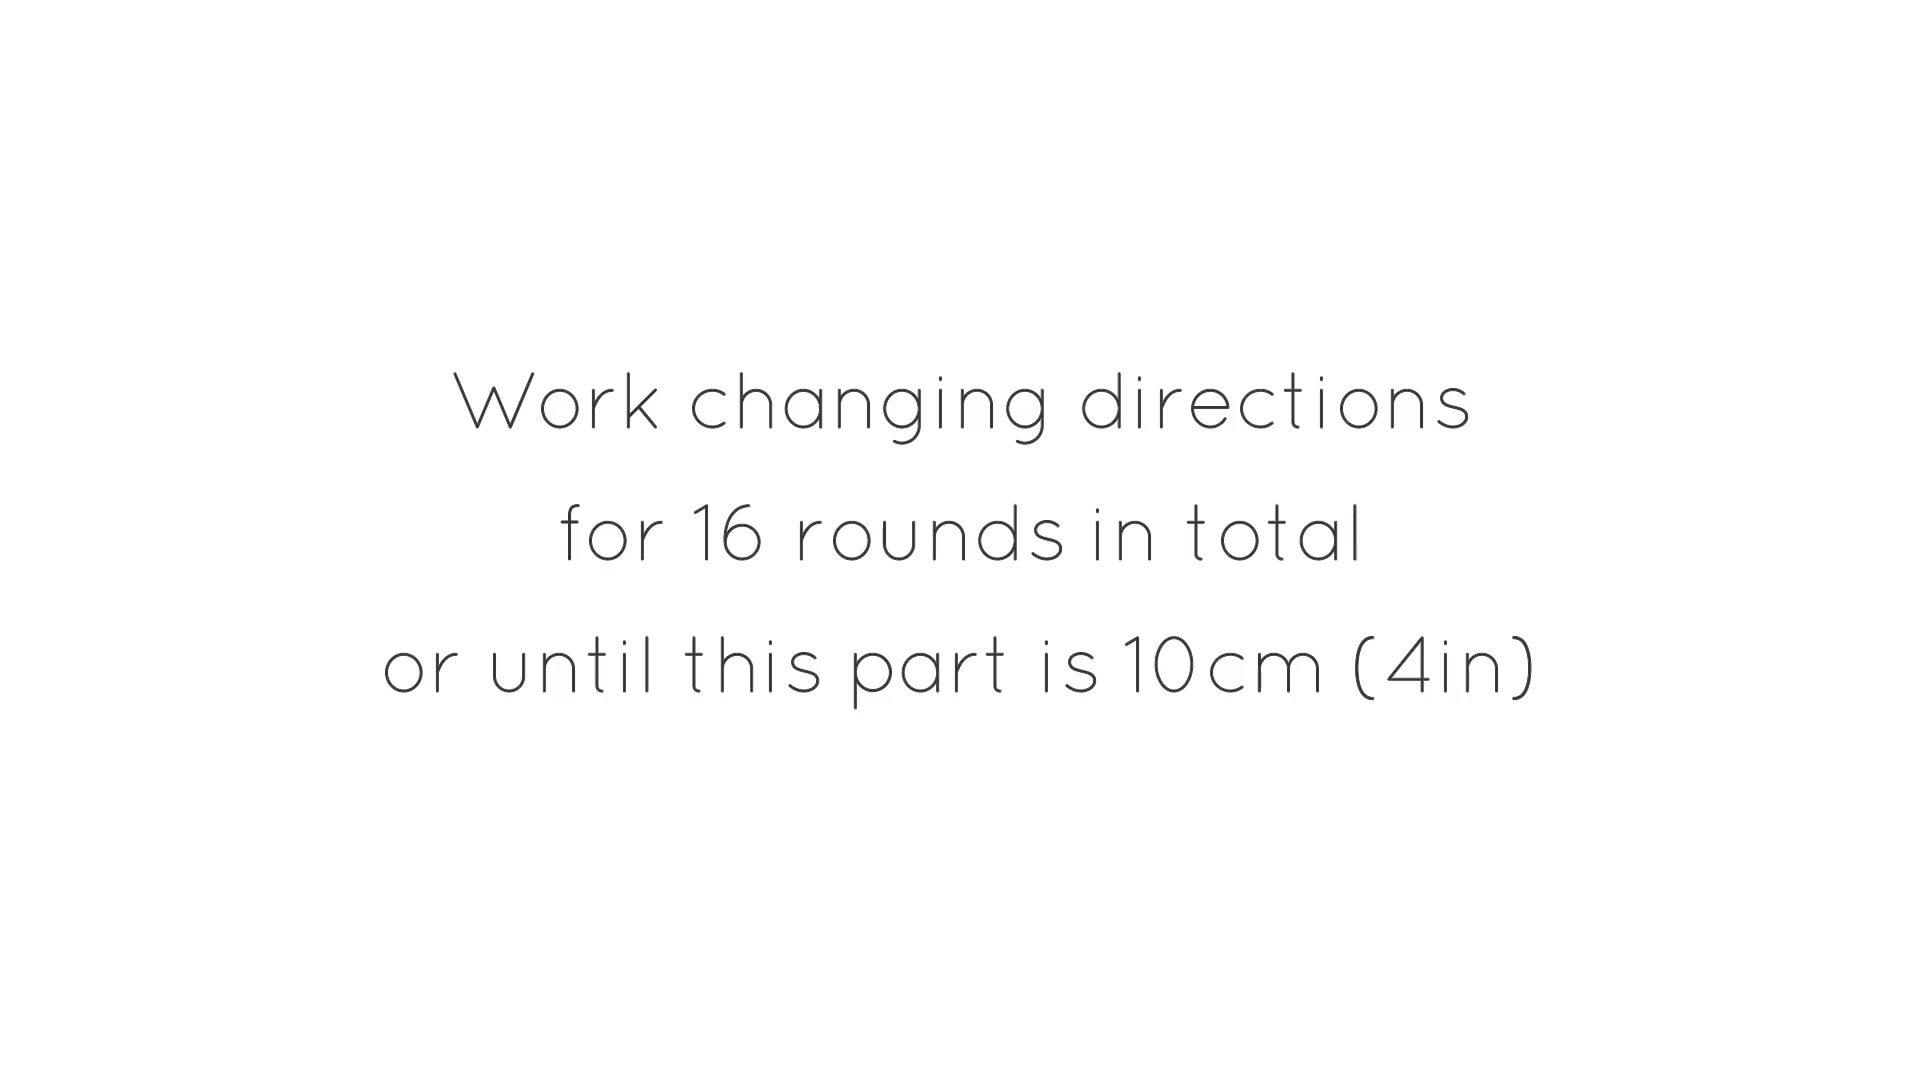 Work changing directions
for 16 rounds in total
or until this part is 10cm (4in)